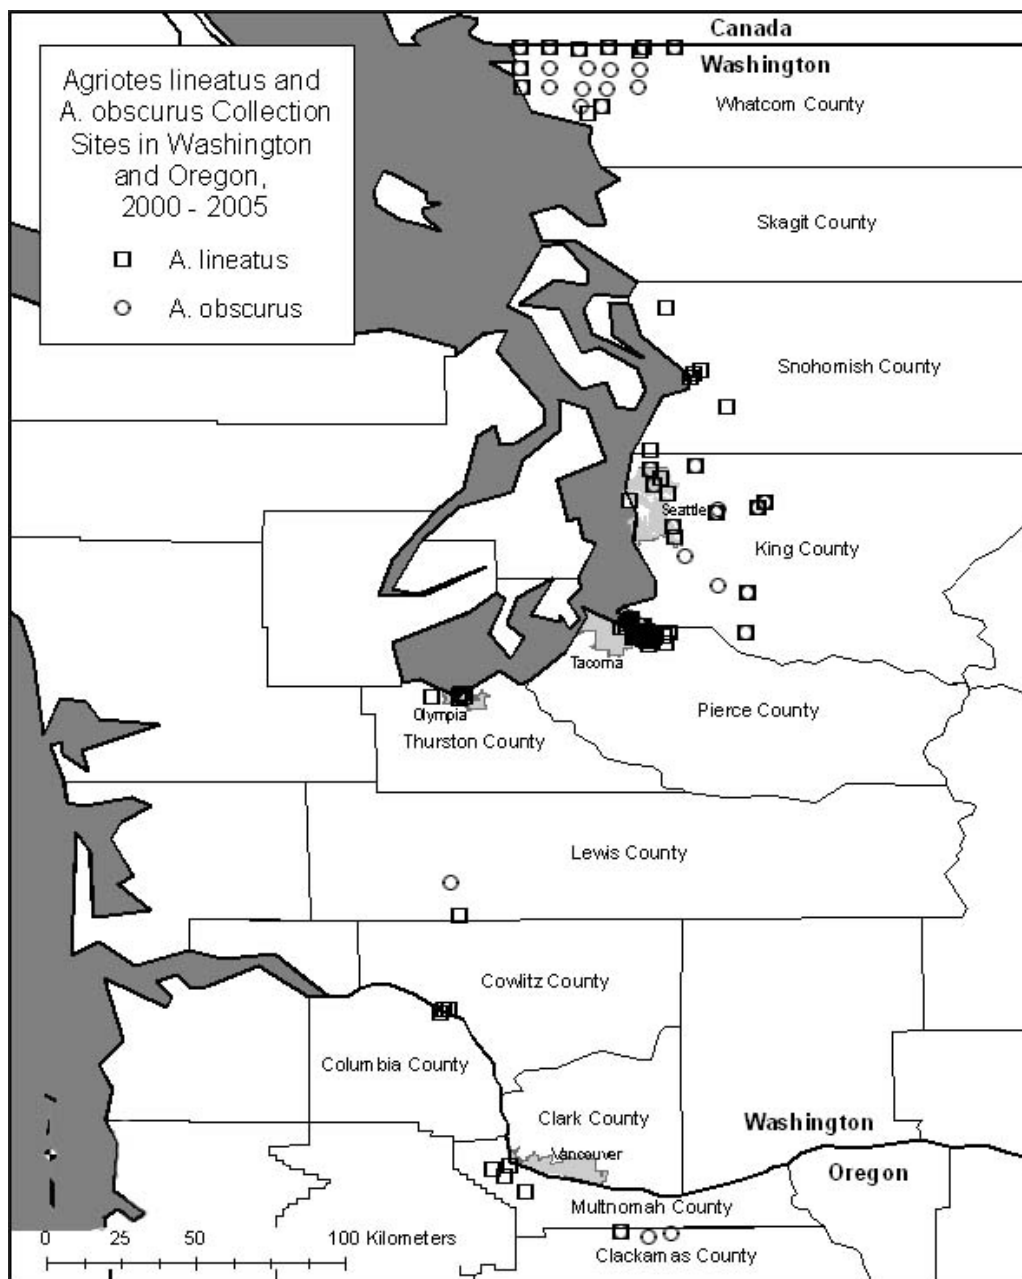 Canada
Washington
Whatcom County
Agriotes lineatus and
A. obscurus Collection
Sites in Washington
and Oregon,
2000 - 2005
A. lineatus
A. obscurus
Skagit County
Snohomish County
Seattle
King County
Tacoma
Pierce County
Olympia
Thurston County
Lewis County
Cowlitz County
Columbia County
Clark County
Washington
Vancouver
Oregon
Multnomah County
Clackamas County
0 25 50 100 Kilometers